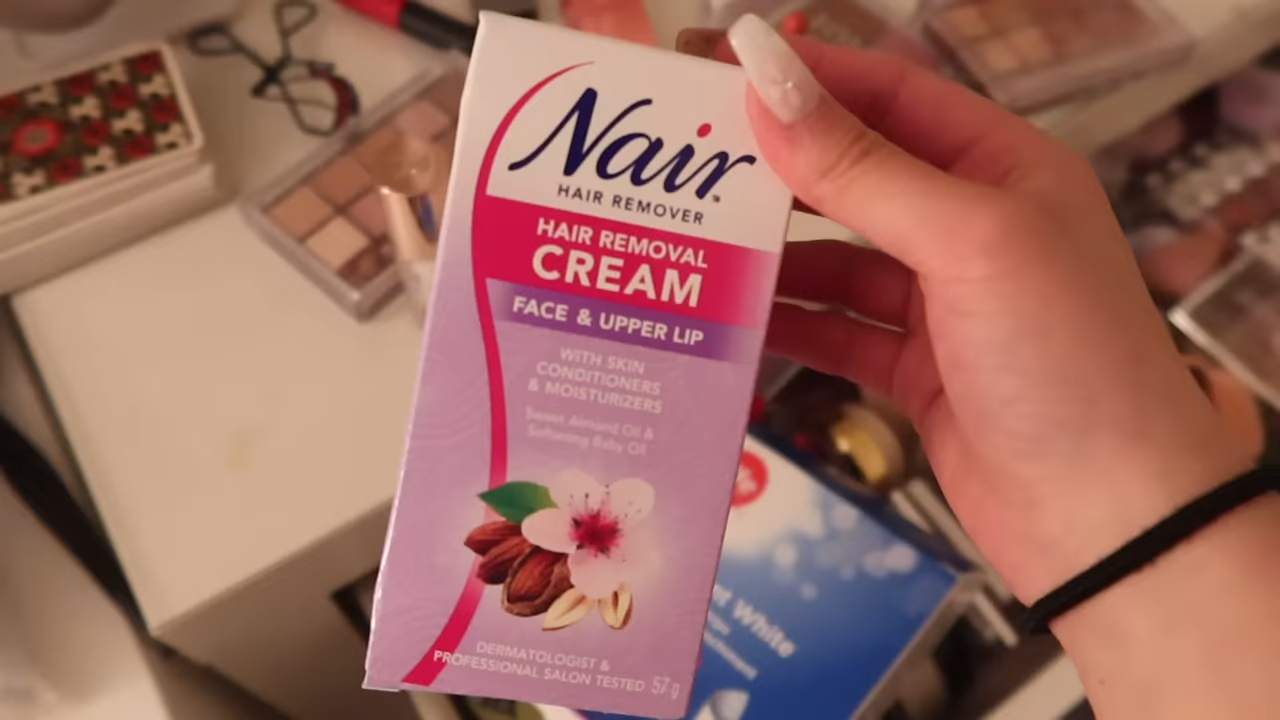 Nair
HAIR REMOVER
HAIR REMOVAL
CREAM
FACE & UPPER LIP
WITH SKIN
CONDITIONERS
& MOISTURIZERS
Sweet Almond Oil &
Softening Baby Oil
DERMATOLOGIST &
PROFESSIONAL SALON TESTED 57 g
White